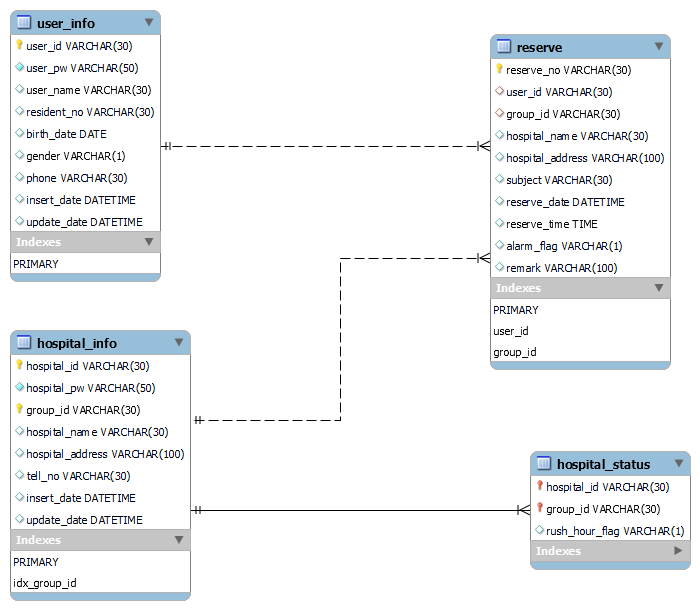 user_info
user_id VARCHAR(30)
user_pw VARCHAR(50)
user_name VARCHAR(30)
resident_no VARCHAR(30)
birth_date DATE
gender VARCHAR(1)
phone VARCHAR(30)
insert_date DATETIME
update_date DATETIME
Indexes
PRIMARY
reserve
reserve_no VARCHAR(30)
user_id VARCHAR(30)
group_id VARCHAR(30)
hospital_name VARCHAR(30)
hospital_address VARCHAR(100)
subject VARCHAR(30)
reserve_date DATETIME
reserve_time TIME
alarm_flag VARCHAR(1)
remark VARCHAR(100)
Indexes
PRIMARY
user_id
group_id
hospital_info
hospital_id VARCHAR(30)
hospital_pw VARCHAR(50)
group_id VARCHAR(30)
hospital_name VARCHAR(30)
hospital_address VARCHAR(100)
tell_no VARCHAR(30)
insert_date DATETIME
update_date DATETIME
Indexes
PRIMARY
idx_group_id
hospital_status
hospital_id VARCHAR(30)
group_id VARCHAR(30)
rush_hour_flag VARCHAR(1)
Indexes